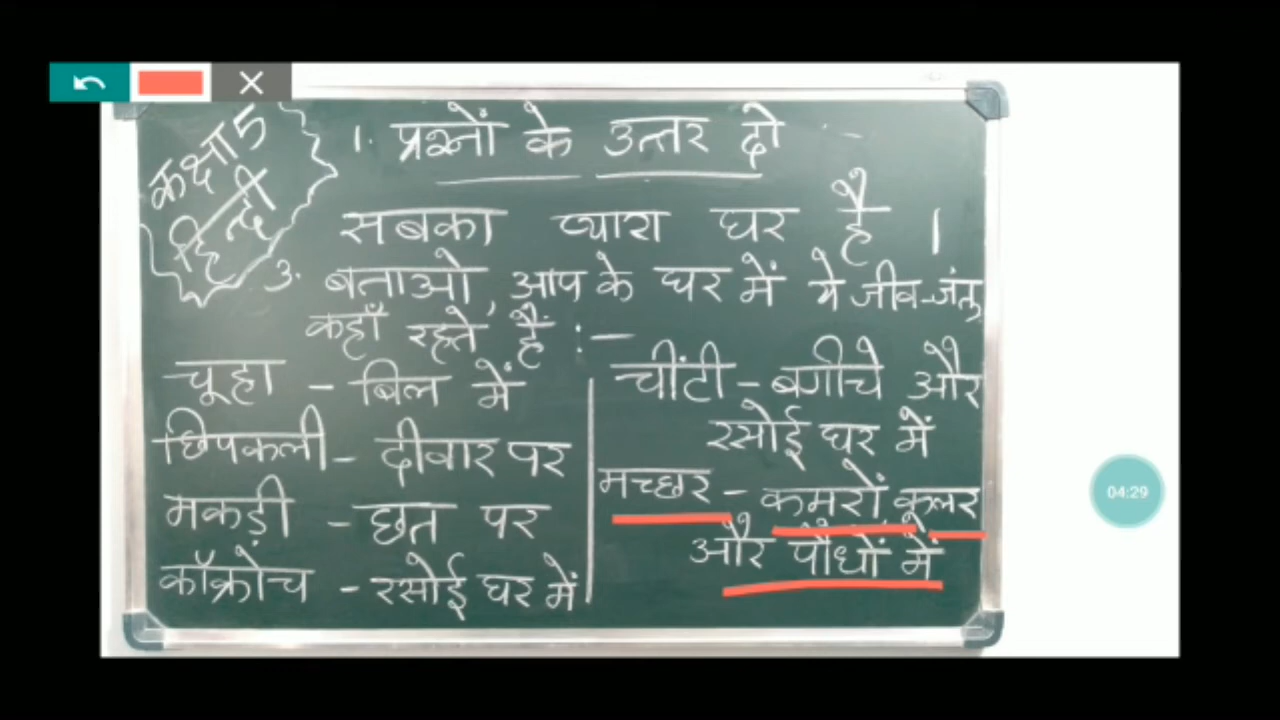 कक्षा 5
हिन्दी
1. प्रश्नों के उत्तर दो
सबका प्यारा घर है ।
3. बताओ, आप के घर में ये जीव-जंतु
कहाँ रहते हैं :-
चूहा - बिल में
छिपकली - दीवार पर
मकड़ी - छत पर
कॉक्रोच - रसोई घर में
चींटी - बगीचे और
रसोई घर में
मच्छर - कमरों, कूलर
और पौधों में
04:29